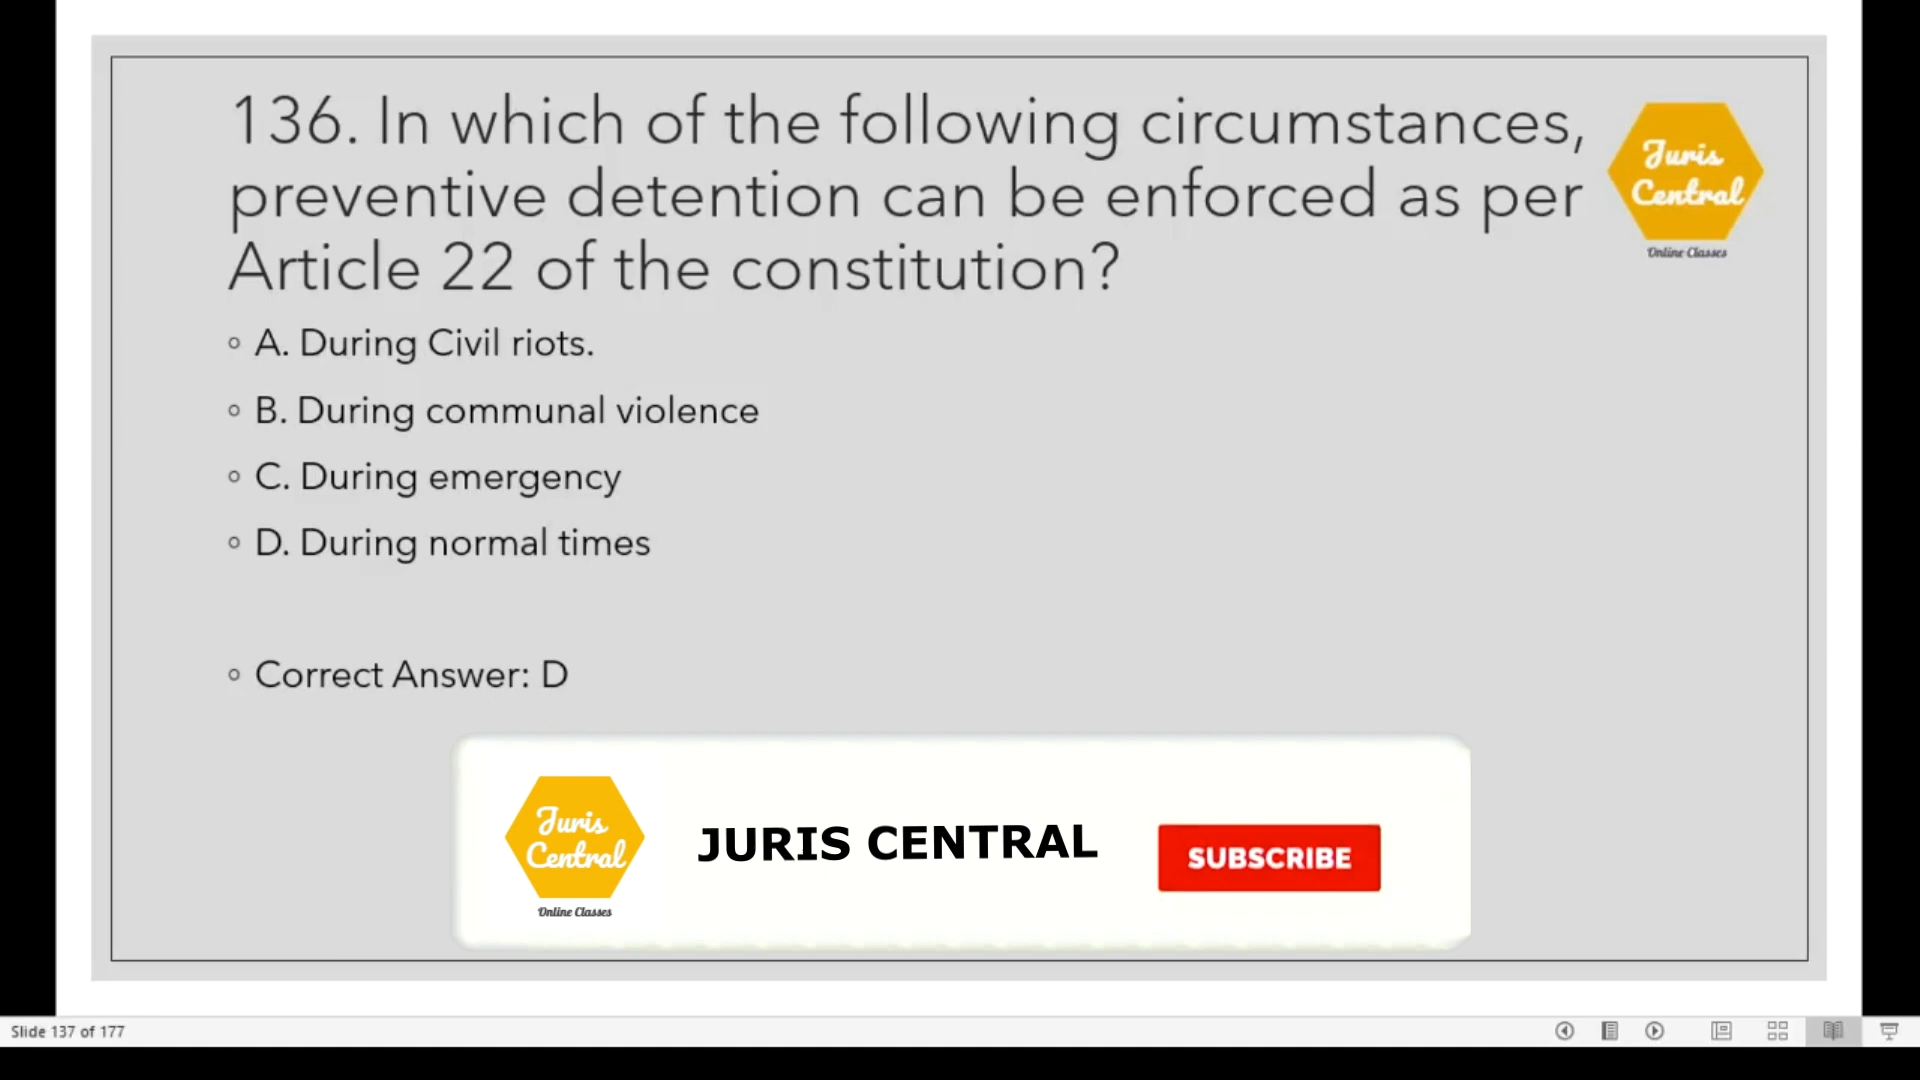 136. In which of the following circumstances,
preventive detention can be enforced as per
Article 22 of the constitution?
Juris
Central
Online Classes
A. During Civil riots.
B. During communal violence
C. During emergency
D. During normal times
Correct Answer: D
Juris
Central
Online Classes
JURIS CENTRAL
SUBSCRIBE
Slide 137 of 177